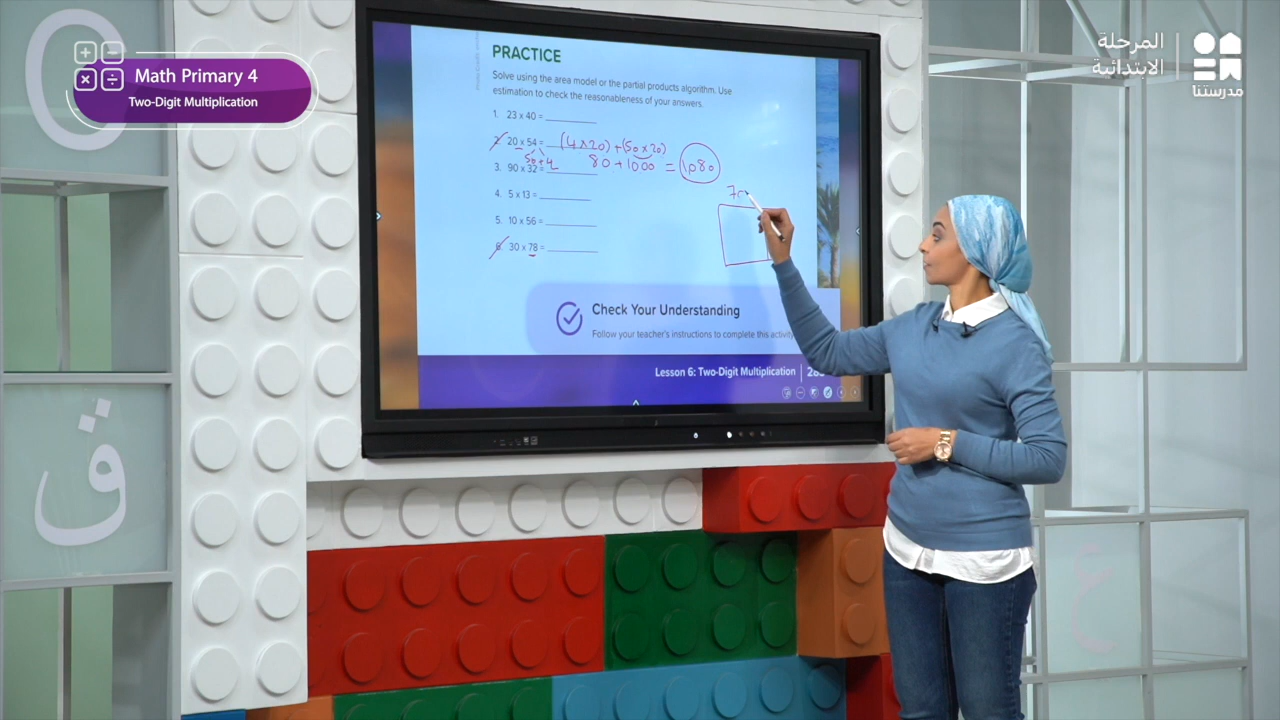 Math Primary 4
Two-Digit Multiplication
المرحلة
الابتدائية
مدرستنا
PRACTICE
Solve using the area model or the partial products algorithm. Use
estimation to check the reasonableness of your answers.
1. 23 x 40 =
2. 20 x 54 = (4x20)+(50x20)
50+4 80+1000 = 1080
3. 90 x 32 =
4. 5 x 13 =
5. 10 x 56 =
6. 30 x 78 =
Check Your Understanding
Follow your teacher's instructions to complete this activity
Lesson 6: Two-Digit Multiplication
ق
ع